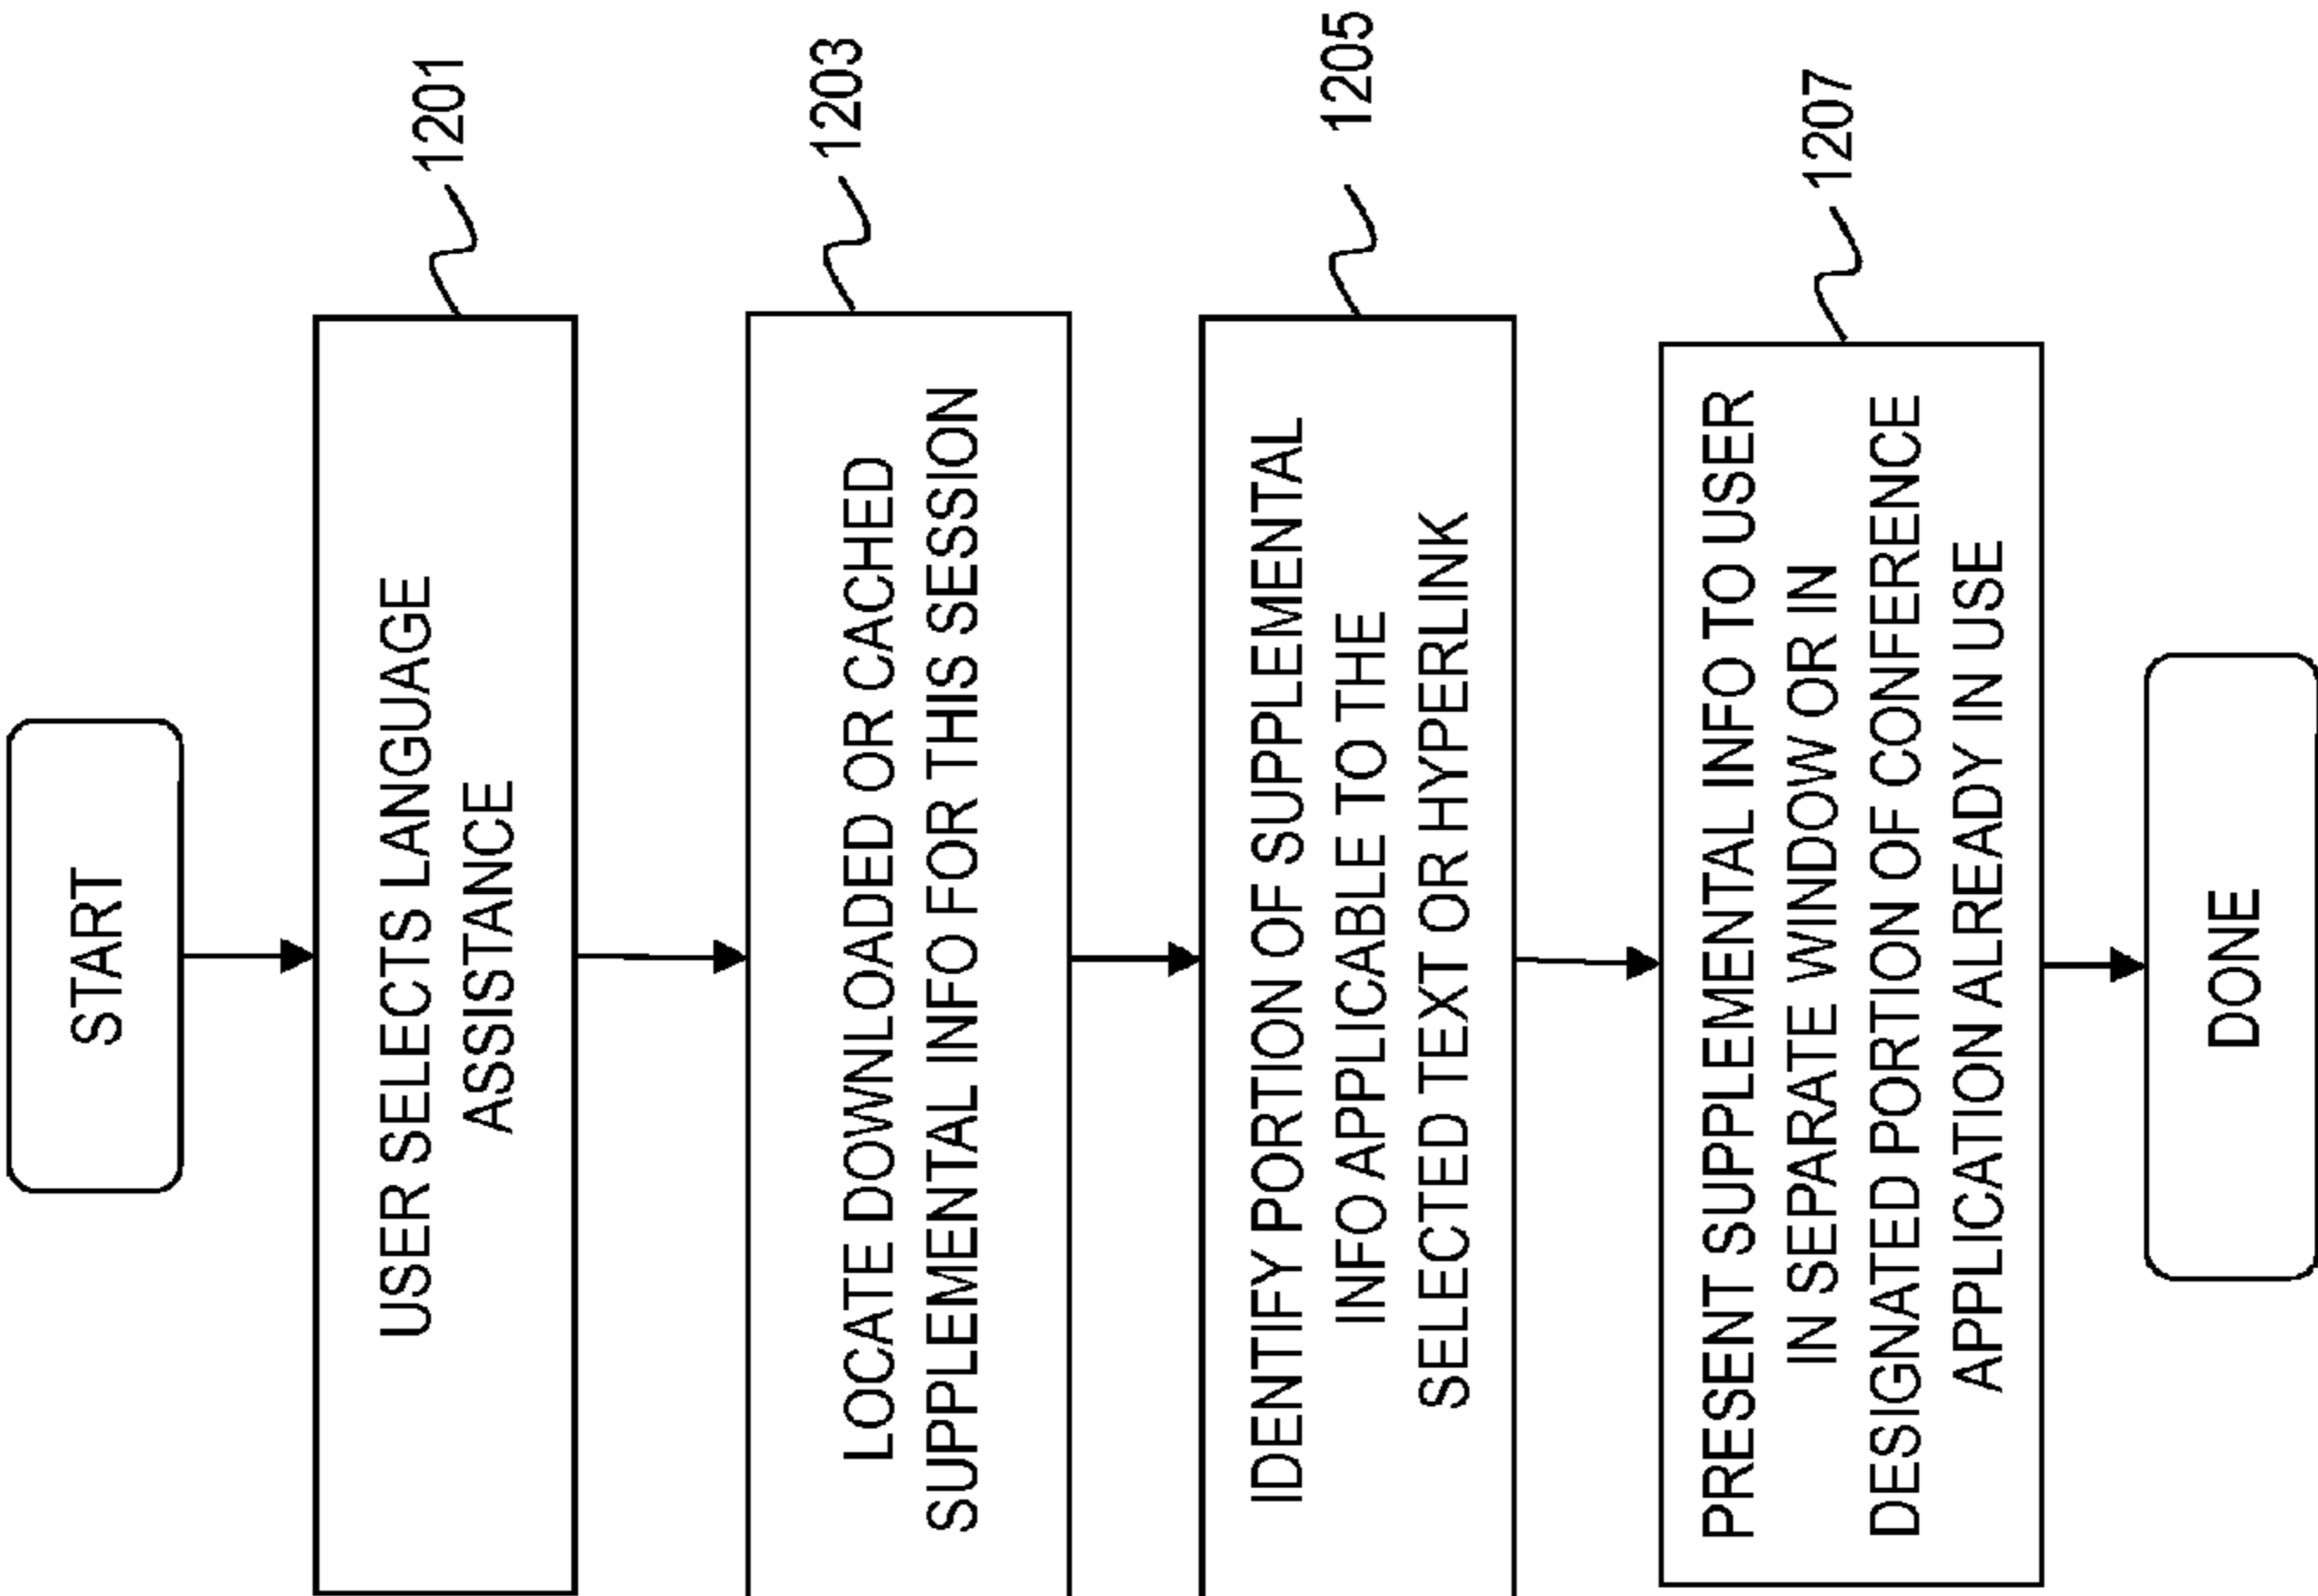 START
USER SELECTS LANGUAGE
ASSISTANCE
1201
LOCATE DOWNLOADED OR CACHED
SUPPLEMENTAL INFO FOR THIS SESSION
1203
IDENTIFY PORTION OF SUPPLEMENTAL
INFO APPLICABLE TO THE
SELECTED TEXT OR HYPERLINK
1205
PRESENT SUPPLEMENTAL INFO TO USER
IN SEPARATE WINDOW OR IN
DESIGNATED PORTION OF CONFERENCE
APPLICATION ALREADY IN USE
1207
DONE